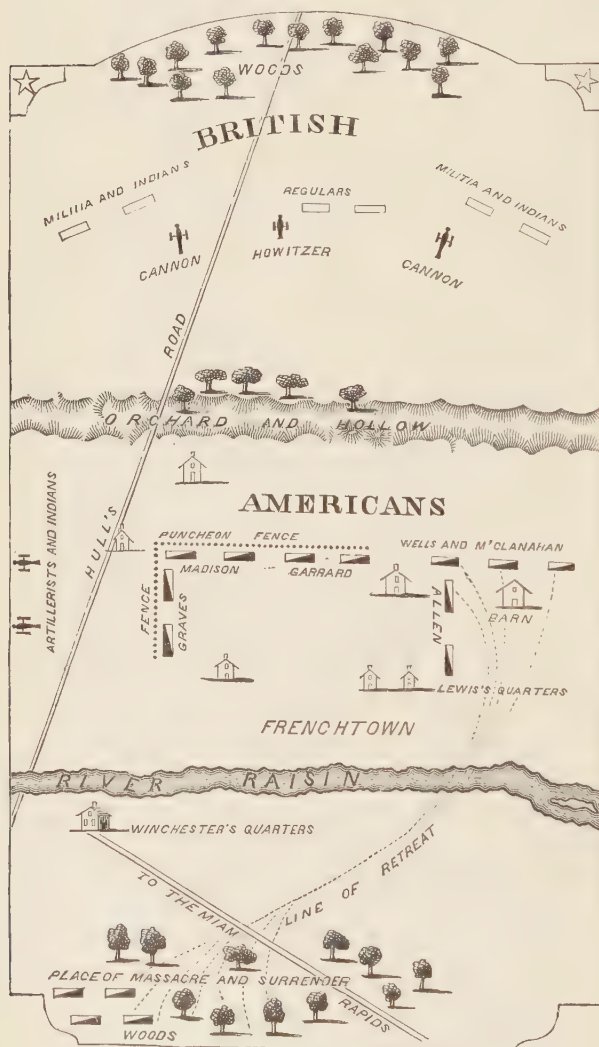 WOODS
BRITISH
MILITIA AND INDIANS
REGULARS
MILITIA AND INDIANS
CANNON
HOWITZER
CANNON
HULL'S ROAD
ORCHARD AND HOLLOW
AMERICANS
ARTILLERISTS AND INDIANS
PUNCHEON FENCE
WELLS AND M'CLANAHAN
MADISON
GARRARD
FENCE
GRAVES
ALLEN
BARN
LEWIS'S QUARTERS
FRENCHTOWN
RIVER RAISIN
WINCHESTER'S QUARTERS
LINE OF RETREAT
TO THE MIAM RAPIDS
PLACE OF MASSACRE AND SURRENDER
WOODS